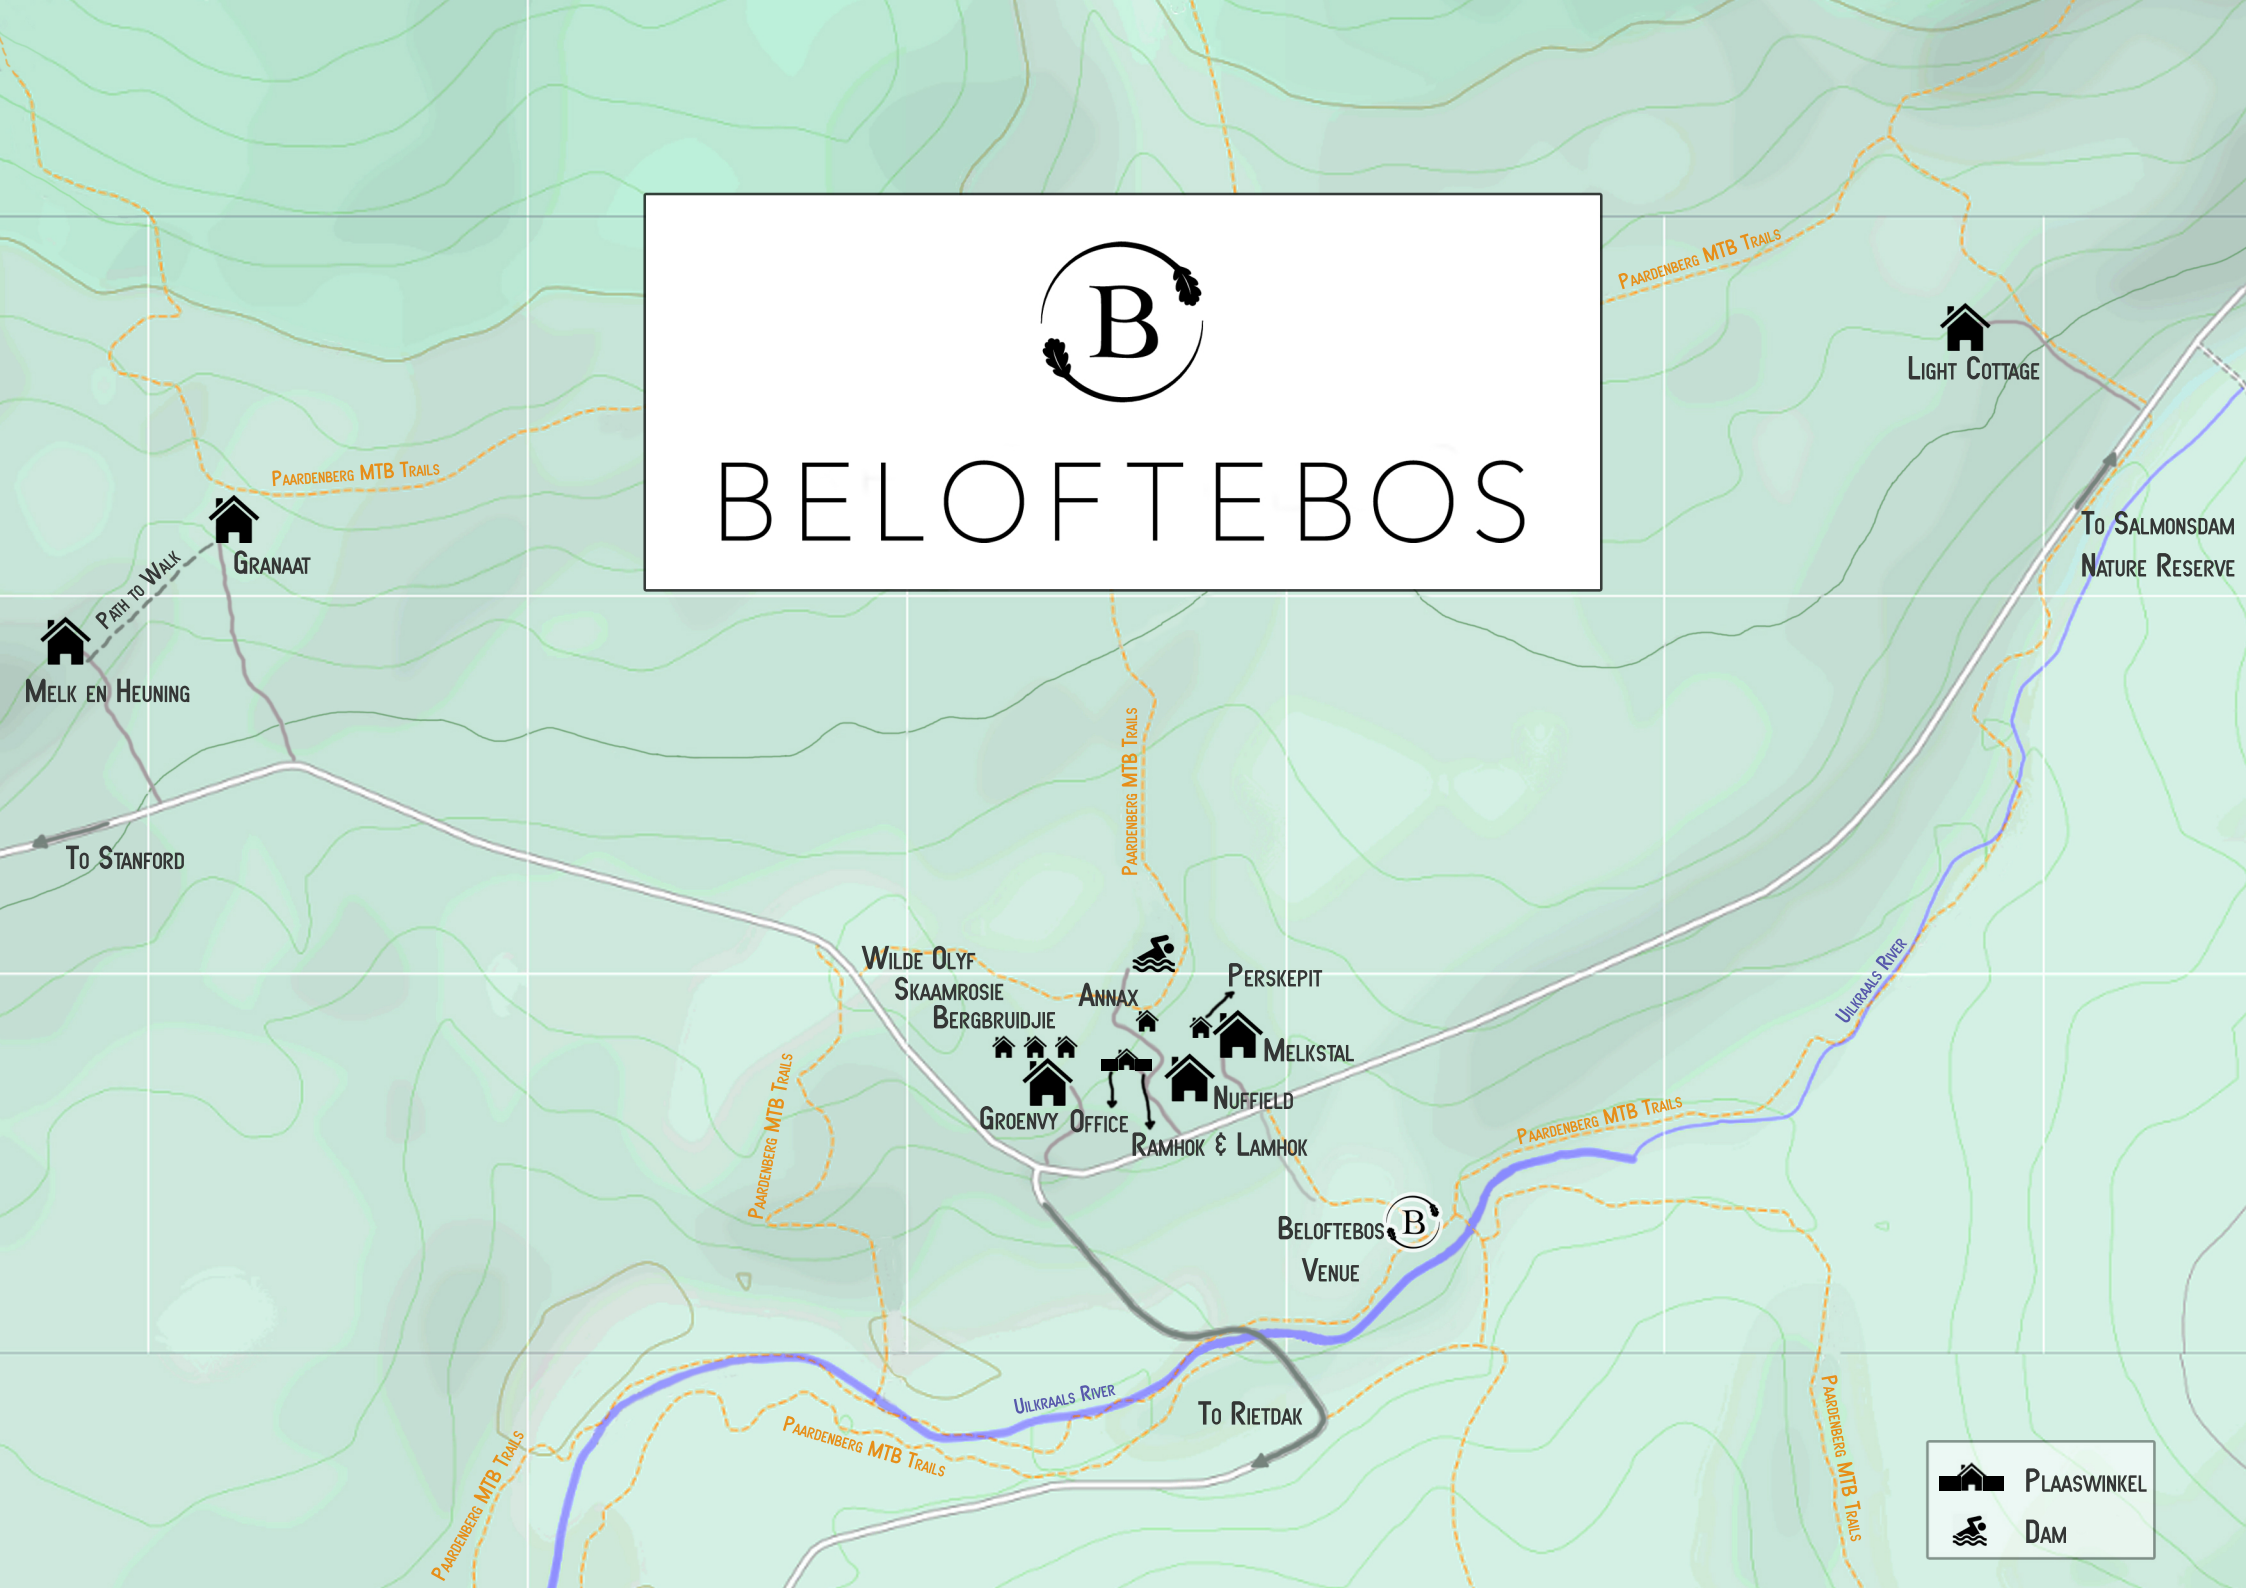 Paardenberg MTB Trails
B
BELOFTEBOS
Light Cottage
Paardenberg MTB Trails
Granaat
Path to Walk
Melk en Heuning
To Salmonsdam
Nature Reserve
To Stanford
Paardenberg MTB Trails
Wilde Olyf
Skaamrosie
Bergbruidjie
Annax
Perskepit
Melkstal
Nuffield
Groenvy
Office
Ramhok & Lamhok
Uilkraals River
Paardenberg MTB Trails
Paardenberg MTB Trails
Beloftebos
Venue
B
Uilkraals River
To Rietdak
Paardenberg MTB Trails
Paardenberg MTB Trails
Paardenberg MTB Trails
Plaaswinkel
Dam